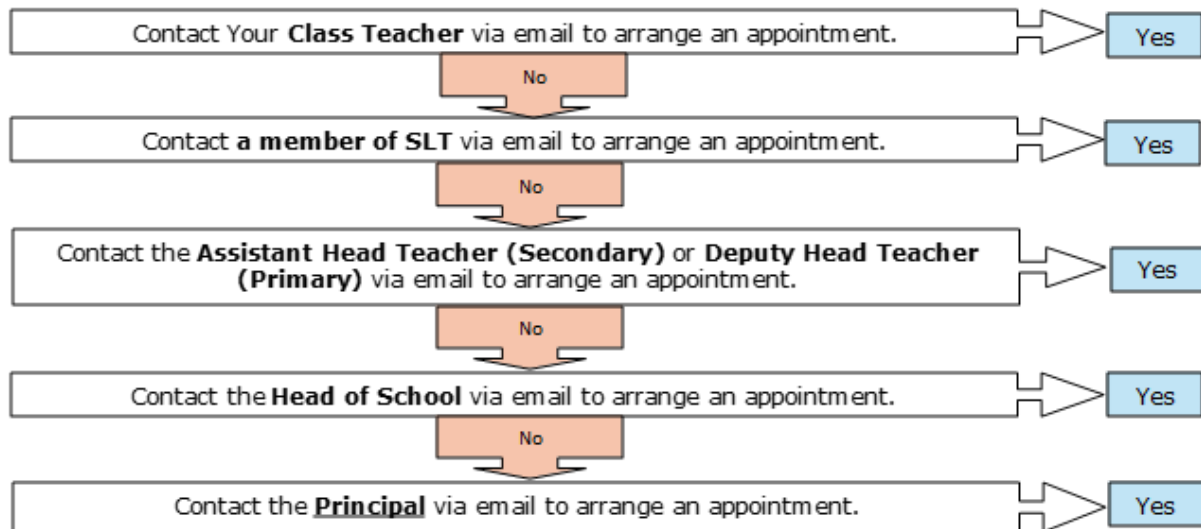 Contact Your Class Teacher via email to arrange an appointment.
Yes
No
Contact a member of SLT via email to arrange an appointment.
Yes
No
Contact the Assistant Head Teacher (Secondary) or Deputy Head Teacher
(Primary) via email to arrange an appointment.
Yes
No
Contact the Head of School via email to arrange an appointment.
Yes
No
Contact the Principal via email to arrange an appointment.
Yes